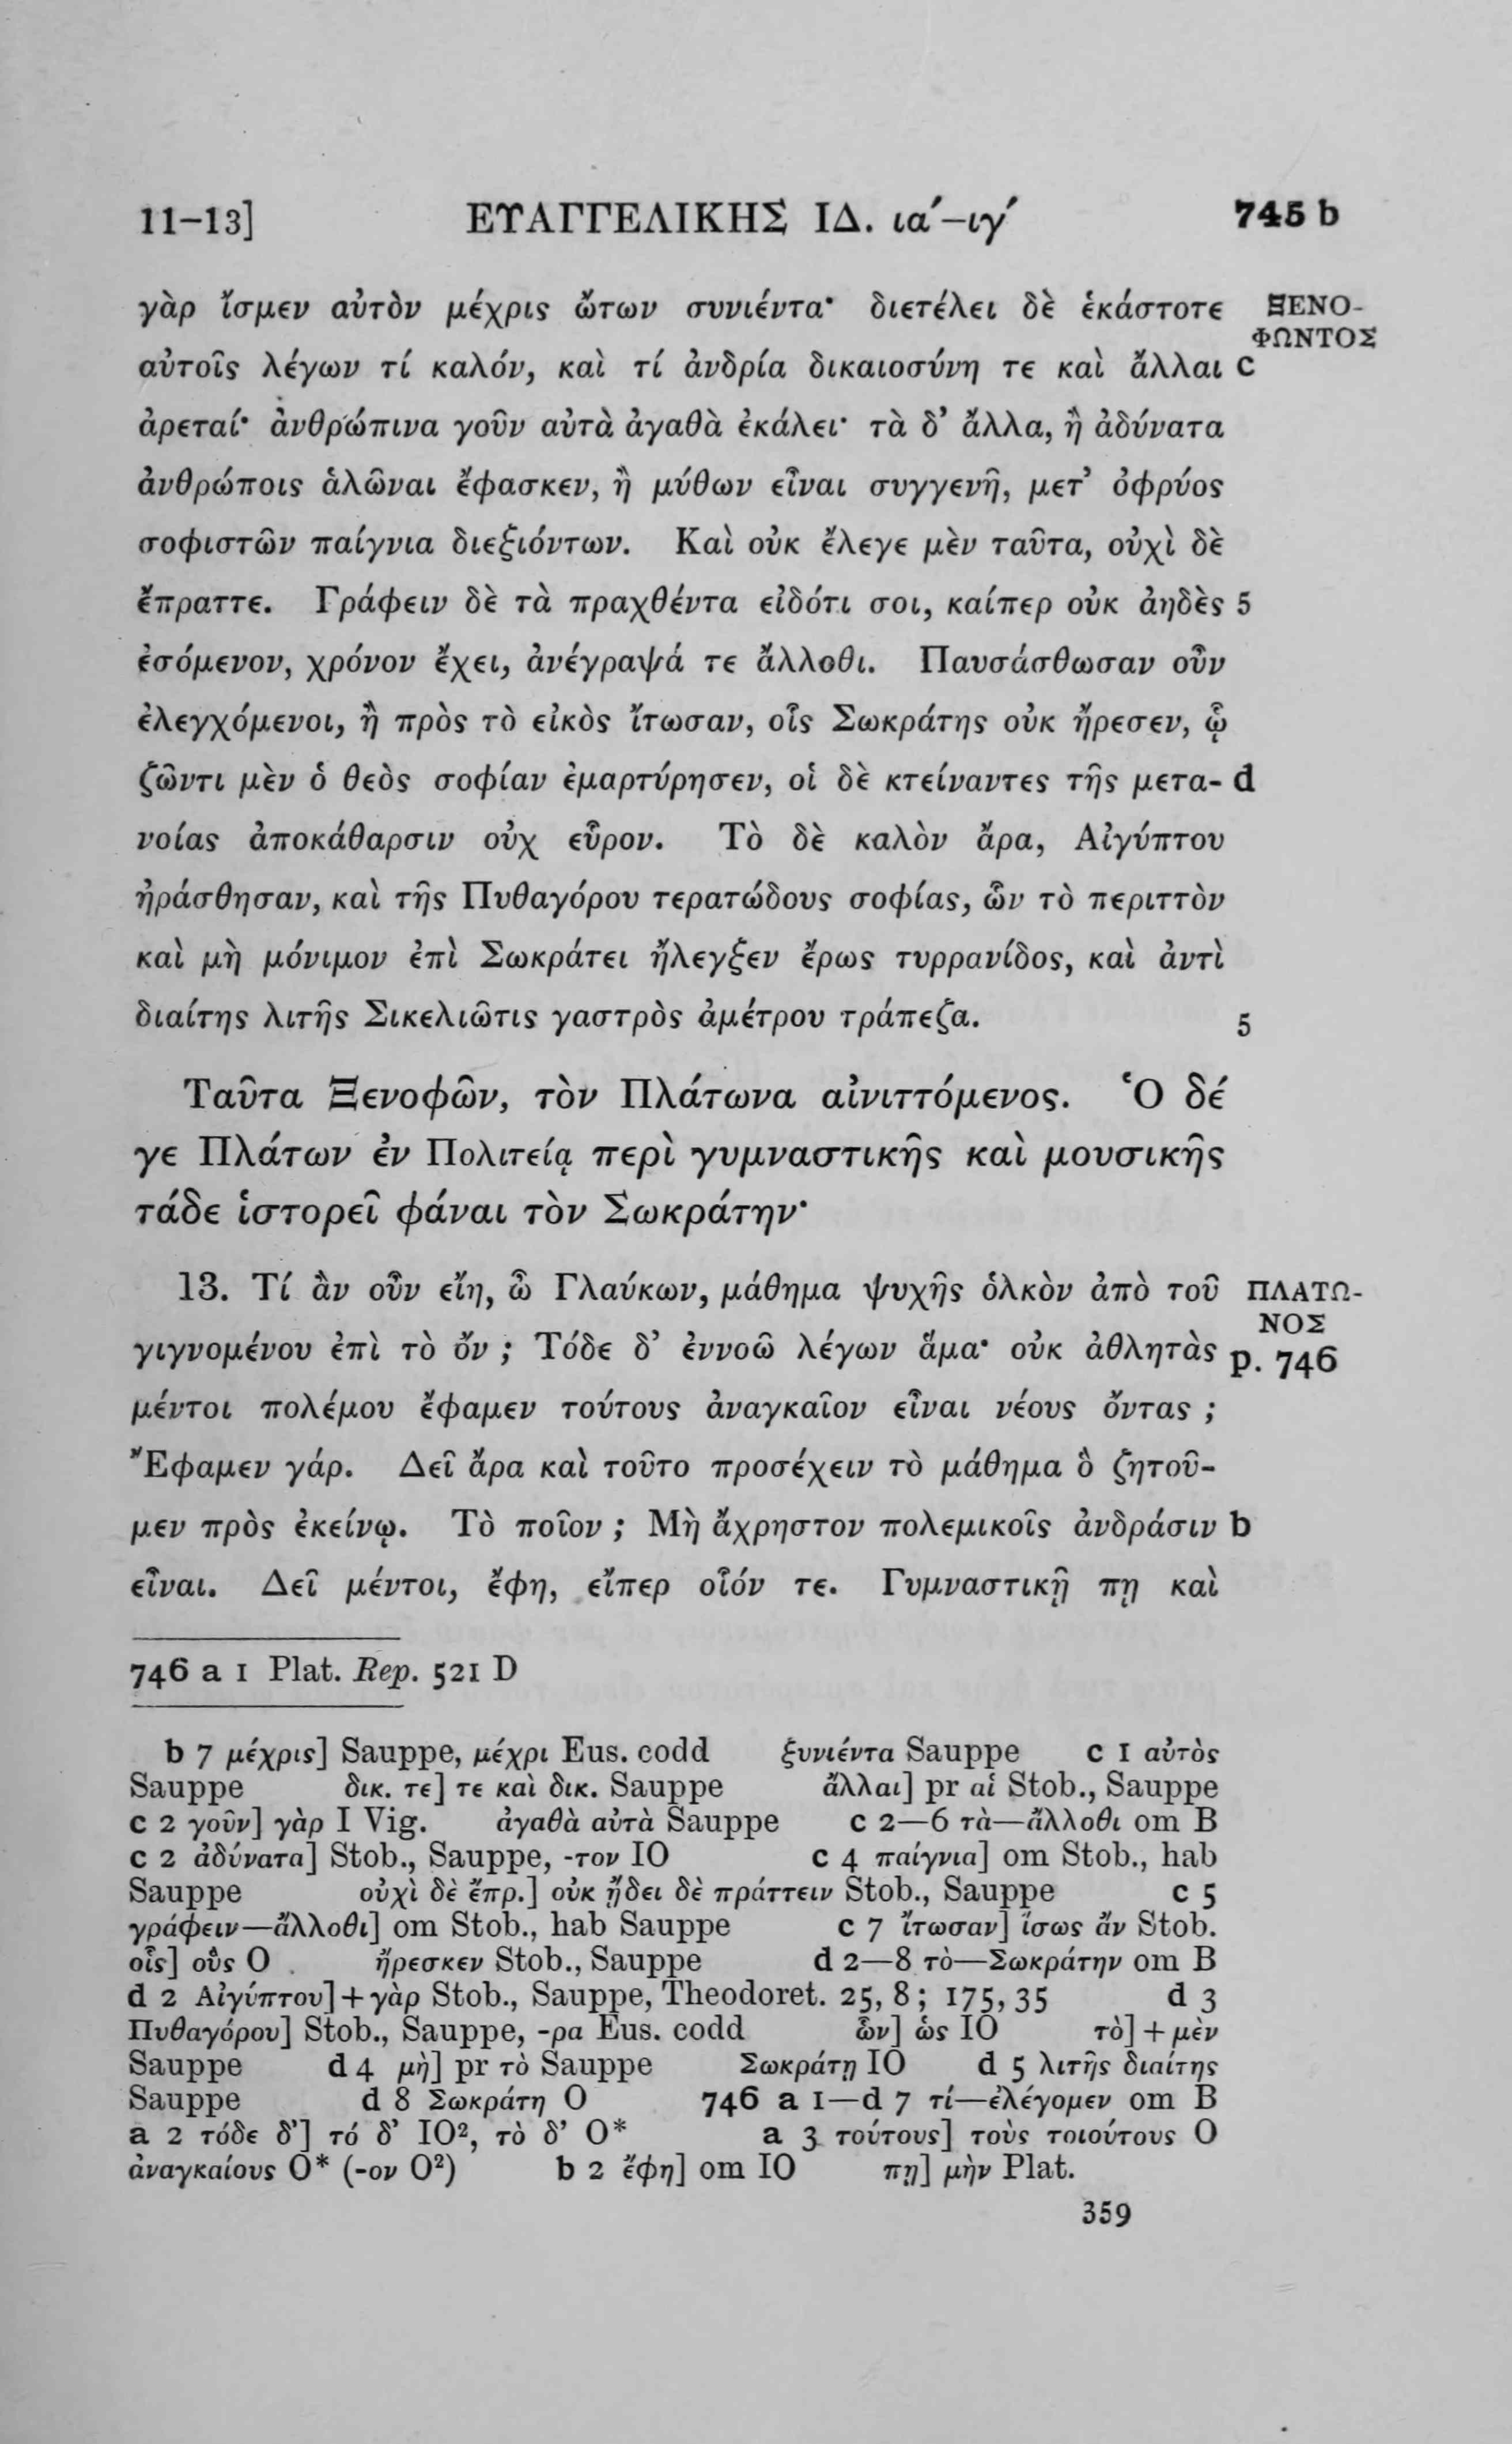 11-13] ΕΥΑΓΓΕΛΙΚΗΣ ΙΔ. ια´-ιγ´ 745 b
γὰρ ἴσμεν αὐτὸν μέχρις ὤτων συνιέντα· διετέλει δὲ ἑκάστοτε ΞΕΝΟ-
ΦΩΝΤΟΣ
αὐτοῖς λέγων τί καλόν, καὶ τί ἀνδρία δικαιοσύνη τε καὶ ἄλλαι c
ἀρεταί· ἀνθρώπινα γοῦν αὐτὰ ἀγαθὰ ἐκάλει· τὰ δ’ ἄλλα, ἢ ἀδύνατα
ἀνθρώποις ἁλῶναι ἔφασκεν, ἢ μύθων εἶναι συγγενῆ, μετ’ ὀφρύος
σοφιστῶν παίγνια διεξιόντων. Καὶ οὐκ ἔλεγε μὲν ταῦτα, οὐχὶ δὲ
ἔπραττε. Γράφειν δὲ τὰ πραχθέντα εἰδότι σοι, καίπερ οὐκ ἀηδὲς 5
ἐσόμενον, χρόνον ἔχει, ἀνέγραψά τε ἄλλοθι. Παυσάσθωσαν οὖν
ἐλεγχόμενοι, ἢ πρὸς τὸ εἰκὸς ἴτωσαν, οἷς Σωκράτης οὐκ ἤρεσεν, ᾧ
ζῶντι μὲν ὁ θεὸς σοφίαν ἐμαρτύρησεν, οἱ δὲ κτείναντες τῆς μετα- d
νοίας ἀποκάθαρσιν οὐχ εὗρον. Τὸ δὲ καλὸν ἄρα, Αἰγύπτου
ἠράσθησαν, καὶ τῆς Πυθαγόρου τερατώδους σοφίας, ὧν τὸ περιττὸν
καὶ μὴ μόνιμον ἐπὶ Σωκράτει ἤλεγξεν ἔρως τυρρανίδος, καὶ ἀντὶ
διαίτης λιτῆς Σικελιῶτις γαστρὸς ἀμέτρου τράπεζα. 5
Ταῦτα Ξενοφῶν, τὸν Πλάτωνα αἰνιττόμενος. Ὁ δέ
γε Πλάτων ἐν Πολιτείᾳ περὶ γυμναστικῆς καὶ μουσικῆς
τάδε ἱστορεῖ φάναι τὸν Σωκράτην·
13. Τί ἂν οὖν εἴη, ὦ Γλαύκων, μάθημα ψυχῆς ὁλκὸν ἀπὸ τοῦ ΠΛΑΤΩ-
ΝΟΣ
γιγνομένου ἐπὶ τὸ ὄν ; Τόδε δ’ ἐννοῶ λέγων ἅμα· οὐκ ἀθλητὰς p. 746
μέντοι πολέμου ἔφαμεν τούτους ἀναγκαῖον εἶναι νέους ὄντας ;
Ἔφαμεν γάρ. Δεῖ ἄρα καὶ τοῦτο προσέχειν τὸ μάθημα ὃ ζητοῦ-
μεν πρὸς ἐκείνῳ. Τὸ ποῖον ; Μὴ ἄχρηστον πολεμικοῖς ἀνδράσιν b
εἶναι. Δεῖ μέντοι, ἔφη, εἴπερ οἷόν τε. Γυμναστικῇ πῃ καὶ
746 a 1 Plat. Rep. 521 D
b 7 μέχρις] Sauppe, μέχρι Eus. codd ξυνιέντα Sauppe c 1 αὐτὸς
Sauppe δικ. τε] τε καὶ δικ. Sauppe ἄλλαι] pr αἱ Stob., Sauppe
c 2 γοῦν] γὰρ I Vig. ἀγαθὰ αὐτὰ Sauppe c 2—6 τὰ—ἄλλοθι om B
c 2 ἀδύνατα] Stob., Sauppe, -τον IO c 4 παίγνια] om Stob., hab
Sauppe οὐχὶ δὲ ἔπρ.] οὐκ ᾔδει δὲ πράττειν Stob., Sauppe c 5
γράφειν—ἄλλοθι] om Stob., hab Sauppe c 7 ἴτωσαν] ἴσως ἄν Stob.
οἷς] οὓς O ἤρεσκεν Stob., Sauppe d 2—8 τὸ—Σωκράτην om B
d 2 Αἰγύπτου]+γὰρ Stob., Sauppe, Theodoret. 25, 8; 175, 35 d 3
Πυθαγόρου] Stob., Sauppe, -ρα Eus. codd ὧν] ὡς IO τὸ]+μὲν
Sauppe d 4 μὴ] pr τὸ Sauppe Σωκράτῃ IO d 5 λιτῆς διαίτης
Sauppe d 8 Σωκράτη O 746 a 1—d 7 τί—ἐλέγομεν om B
a 2 τόδε δ’] τό δ’ IO², τὸ δ’ O* a 3 τούτους] τοὺς τοιούτους O
ἀναγκαίους O* (-ον O²) b 2 ἔφη] om IO πῃ] μὴν Plat.
359